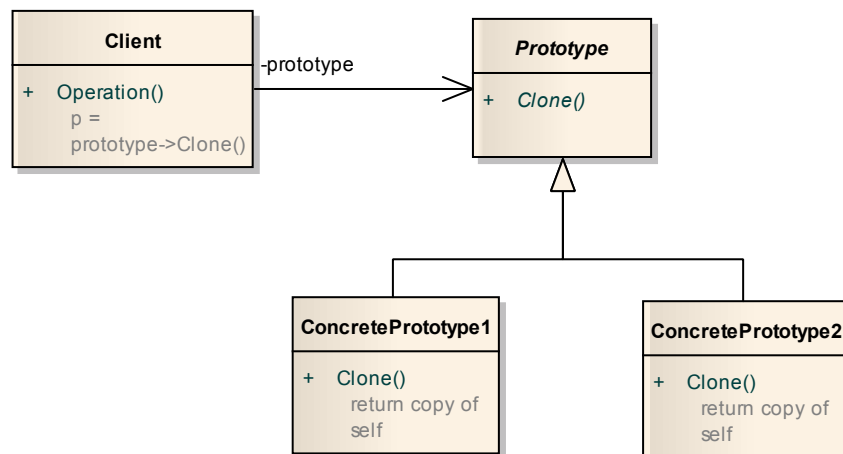 Client
+ Operation()
p =
prototype->Clone()
-prototype
Prototype
+ Clone()
ConcretePrototype1
+ Clone()
return copy of
self
ConcretePrototype2
+ Clone()
return copy of
self